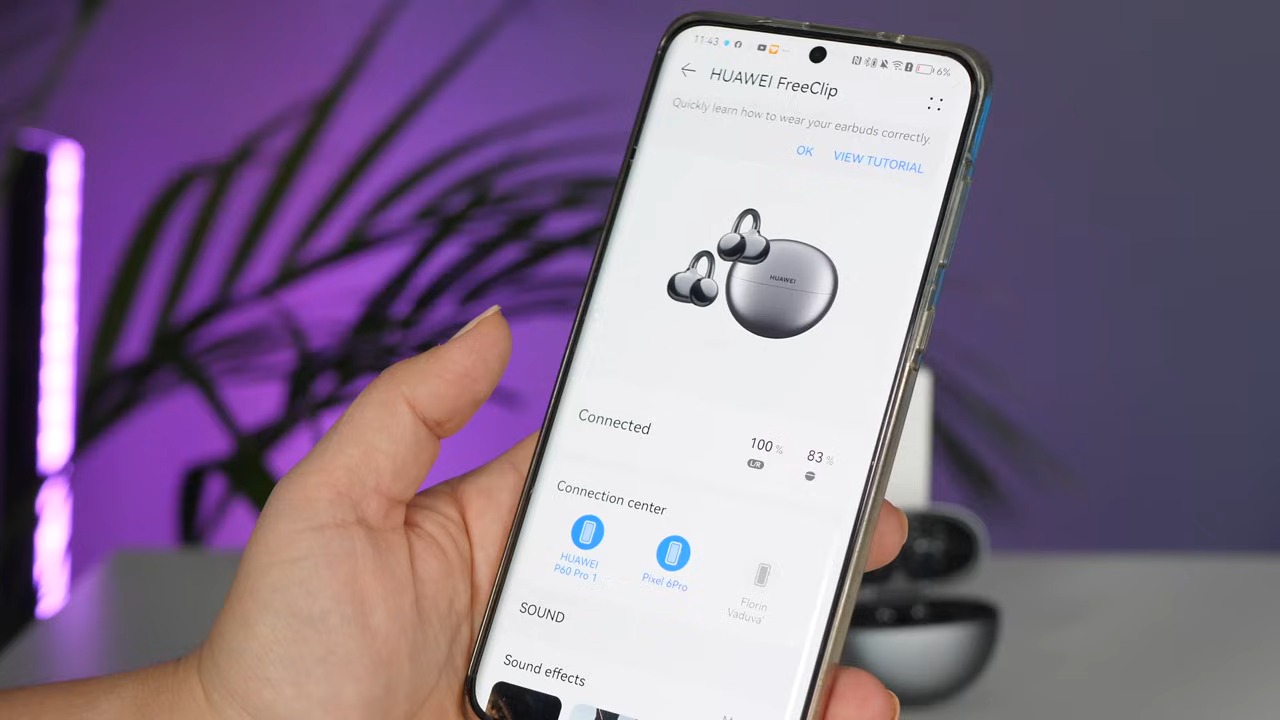 11:43
6%
HUAWEI FreeClip
Quickly learn how to wear your earbuds correctly.
OK VIEW TUTORIAL
HUAWEI
Connected
100 % 83 %
L/R
Connection center
HUAWEI
P60 Pro 1
Pixel 6Pro
Florin
Vaduva'
SOUND
Sound effects